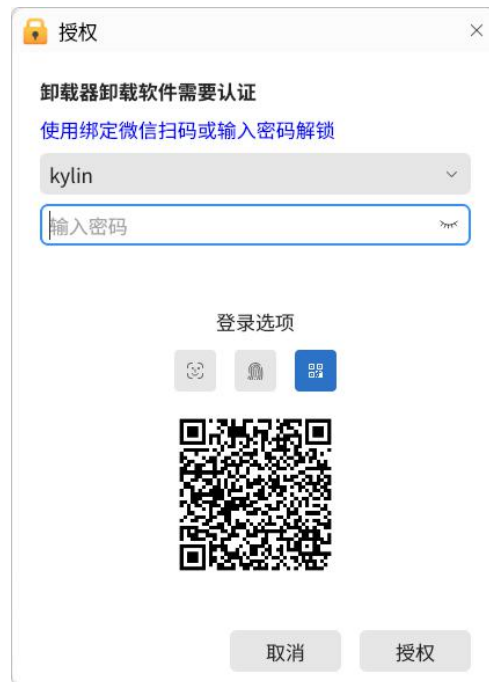 授权
卸载器卸载软件需要认证
使用绑定微信扫码或输入密码解锁
kylin
输入密码
登录选项
取消
授权